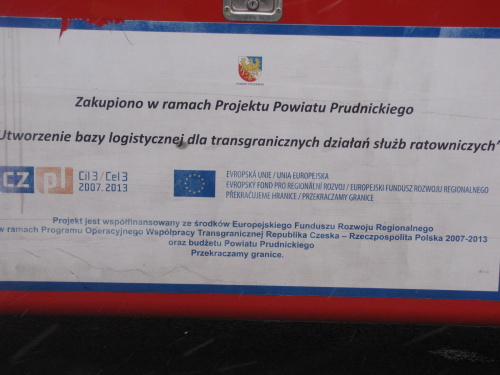 Zakupiono w ramach Projektu Powiatu Prudnickiego
Utworzenie bazy logistycznej dla transgranicznych działań służb ratowniczych"
cz pl
Cíl 3 / Cel 3
2007-2013
EVROPSKÁ UNIE / UNIA EUROPEJSKA
EVROPSKÝ FOND PRO REGIONÁLNÍ ROZVOJ / EUROPEJSKI FUNDUSZ ROZWOJU REGIONALNEGO
PŘEKRAČUJEME HRANICE / PRZEKRACZAMY GRANICE
Projekt jest współfinansowany ze środków Europejskiego Funduszu Rozwoju Regionalnego
w ramach Programu Operacyjnego Współpracy Transgranicznej Republika Czeska – Rzeczpospolita Polska 2007-2013
oraz budżetu Powiatu Prudnickiego
Przekraczamy granice.